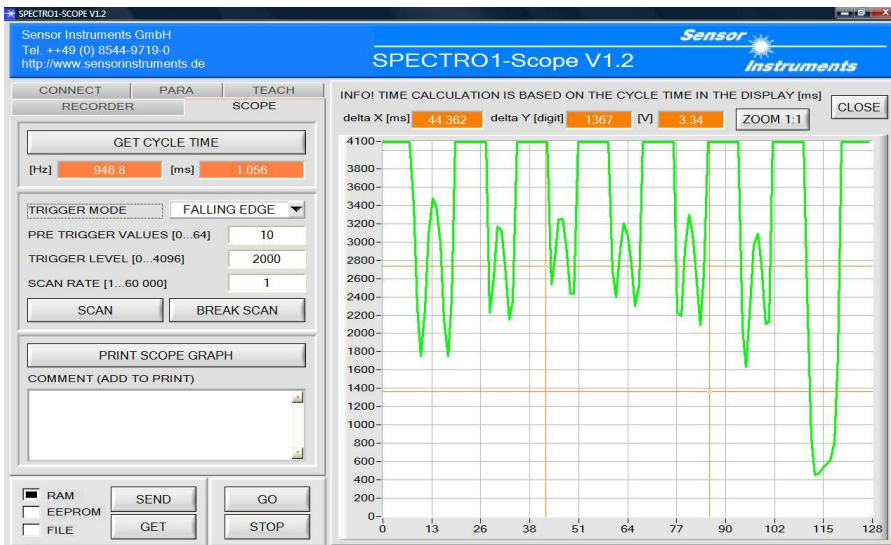 SPECTRO1-SCOPE V1.2
Sensor Instruments GmbH
Tel. ++49 (0) 8544-9719-0
http://www.sensorinstruments.de
SPECTRO1-Scope V1.2
Sensor
Instruments
CONNECT PARA TEACH
RECORDER SCOPE
GET CYCLE TIME
[Hz] 946.8 [ms] 1.056
TRIGGER MODE FALLING EDGE
PRE TRIGGER VALUES [0...64] 10
TRIGGER LEVEL [0...4096] 2000
SCAN RATE [1...60 000] 1
SCAN BREAK SCAN
PRINT SCOPE GRAPH
COMMENT (ADD TO PRINT)
RAM
EEPROM
FILE
SEND
GET
GO
STOP
INFO! TIME CALCULATION IS BASED ON THE CYCLE TIME IN THE DISPLAY [ms]
CLOSE
delta X [ms] 44.362 delta Y [digit] 1367 [V] 3.34 ZOOM 1:1
4100
3800
3600
3400
3200
3000
2800
2600
2400
2200
2000
1800
1600
1400
1200
1000
800
600
400
200
0
0 13 26 38 51 64 77 90 102 115 128